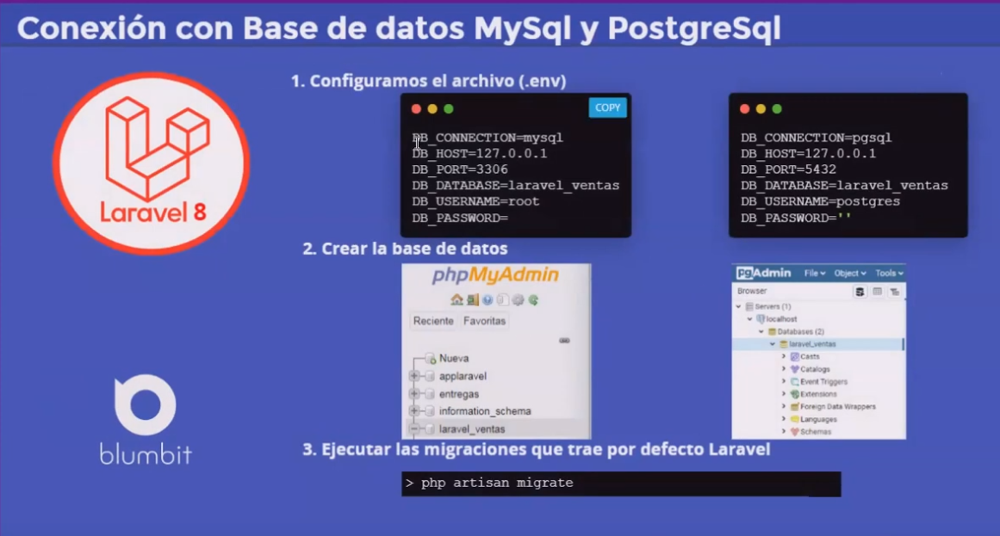 Conexión con Base de datos MySql y PostgreSql
Laravel 8
1. Configuramos el archivo (.env)
COPY
DB_CONNECTION=mysql
DB_HOST=127.0.0.1
DB_PORT=3306
DB_DATABASE=laravel_ventas
DB_USERNAME=root
DB_PASSWORD=
DB_CONNECTION=pgsql
DB_HOST=127.0.0.1
DB_PORT=5432
DB_DATABASE=laravel_ventas
DB_USERNAME=postgres
DB_PASSWORD=''
2. Crear la base de datos
phpMyAdmin
Reciente Favoritas
Nueva
applaravel
entregas
information_schema
laravel_ventas
pgAdmin File Object Tools
Browser
Servers (1)
localhost
Databases (2)
laravel_ventas
Casts
Catalogs
Event Triggers
Extensions
Foreign Data Wrappers
Languages
Schemas
blumbit
3. Ejecutar las migraciones que trae por defecto Laravel
> php artisan migrate